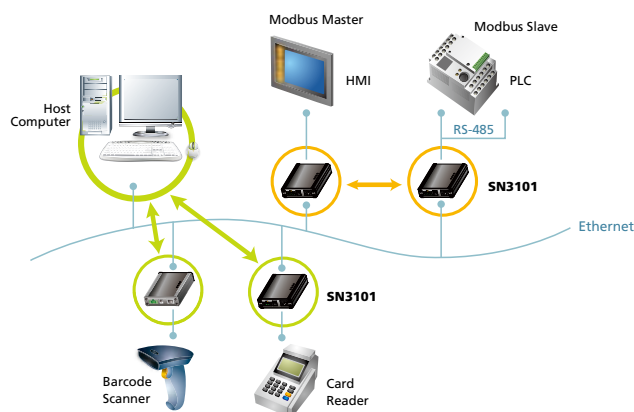 Modbus Master
Modbus Slave
HMI
PLC
Host
Computer
RS-485
SN3101
Ethernet
SN3101
Barcode
Scanner
Card
Reader